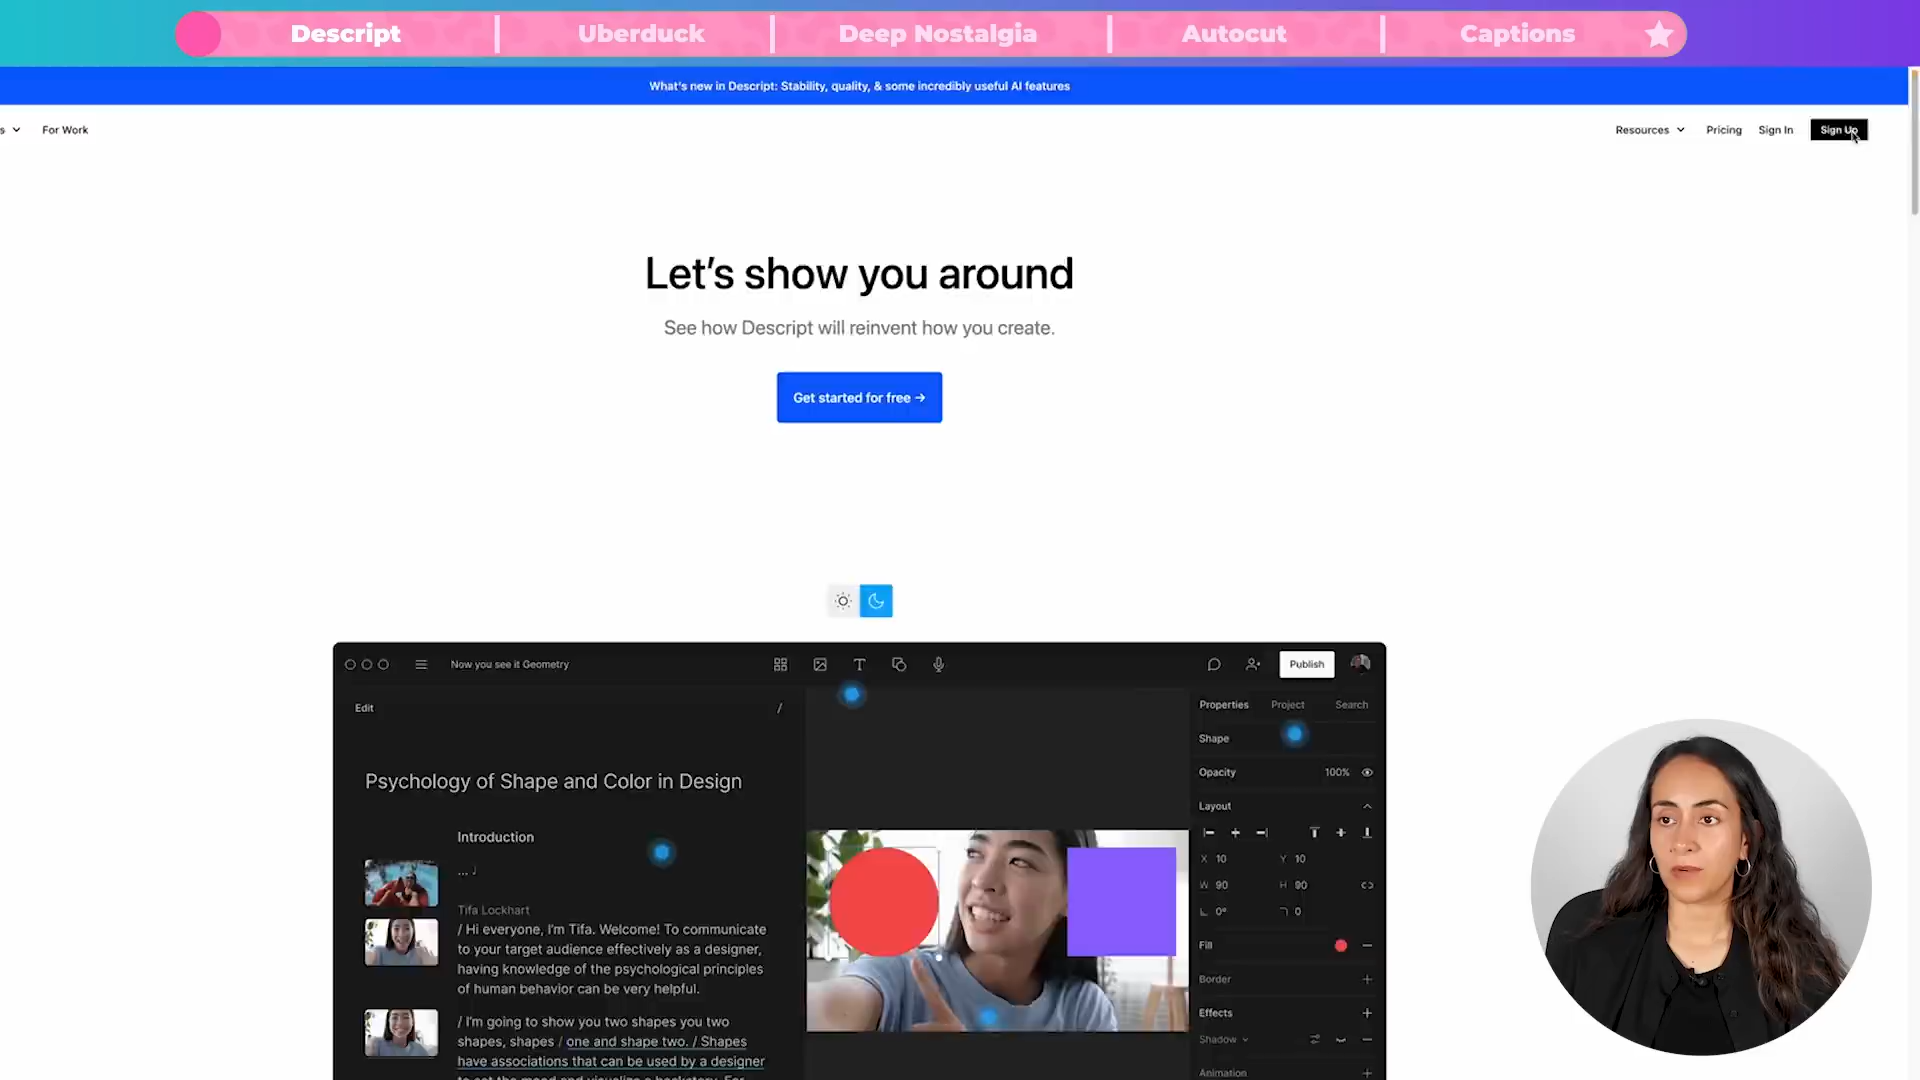 Descript
Uberduck
Deep Nostalgia
Autocut
Captions
What's new in Descript: Stability, quality, & some incredibly useful AI features
s
For Work
Resources
Pricing
Sign In
Sign Up
Let's show you around
See how Descript will reinvent how you create.
Get started for free →
Now you see it Geometry
T
Publish
Edit
/
Properties
Project
Search
Shape
Opacity
100%
Layout
X 10
Y 10
W 90
H 90
0°
0
Fill
Border
Effects
Shadow
Animation
Psychology of Shape and Color in Design
Introduction
... ♩
Tifa Lockhart
/ Hi everyone, I'm Tifa. Welcome! To communicate
to your target audience effectively as a designer,
having knowledge of the psychological principles
of human behavior can be very helpful.
/ I'm going to show you two shapes you two
shapes, shapes / one and shape two. / Shapes
have associations that can be used by a designer